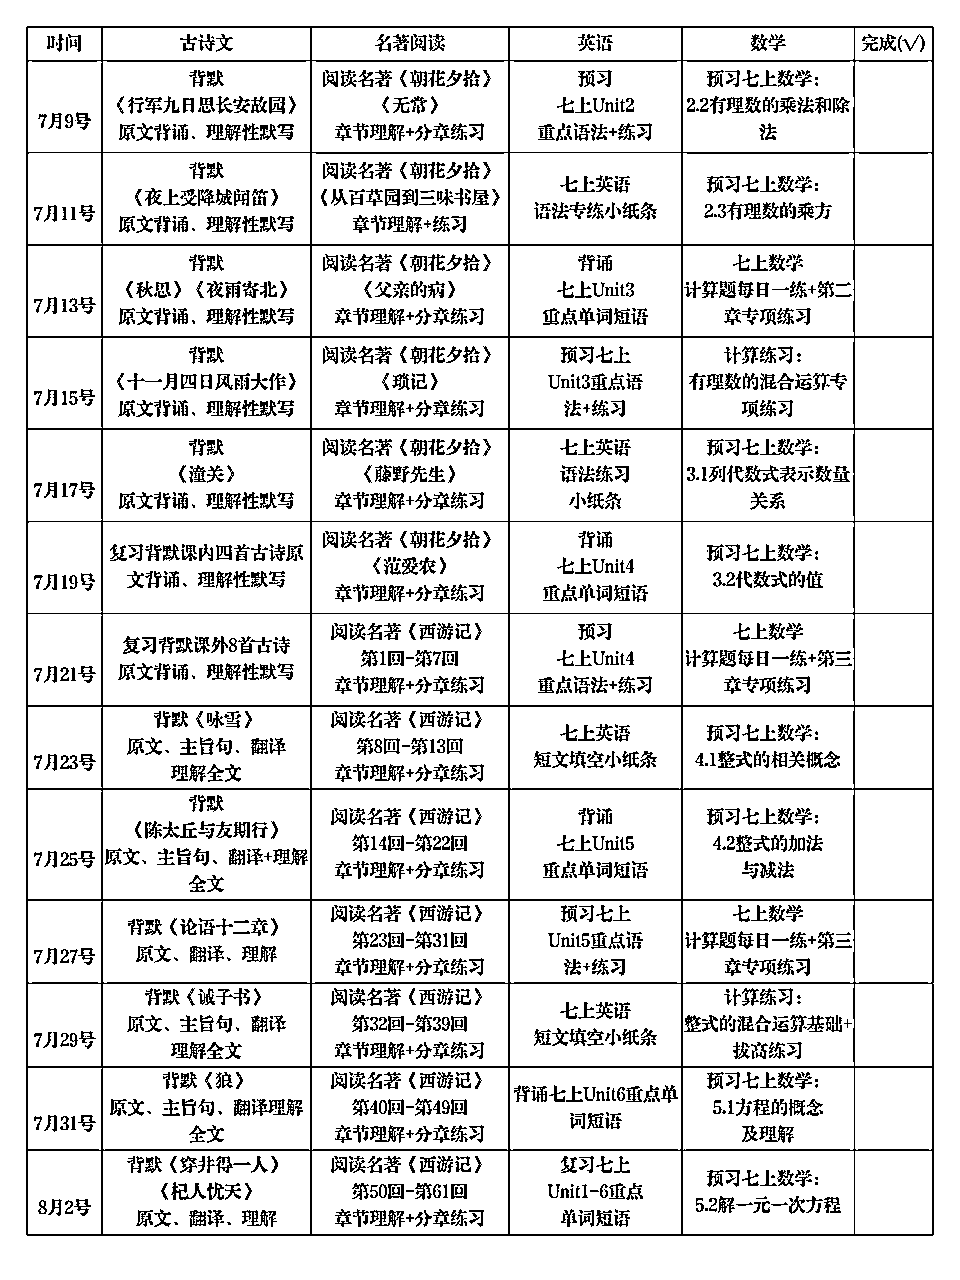 时间 古诗文 名著阅读 英语 数学 完成(√)
7月9号
背默
《行军九日思长安故园》
原文背诵、理解性默写
阅读名著《朝花夕拾》
《无常》
章节理解+分章练习
预习
七上Unit2
重点语法+练习
预习七上数学：
2.2有理数的乘法和除
法
7月11号
背默
《夜上受降城闻笛》
原文背诵、理解性默写
阅读名著《朝花夕拾》
《从百草园到三味书屋》
章节理解+练习
七上英语
语法专练小纸条
预习七上数学：
2.3有理数的乘方
7月13号
背默
《秋思》《夜雨寄北》
原文背诵、理解性默写
阅读名著《朝花夕拾》
《父亲的病》
章节理解+分章练习
背诵
七上Unit3
重点单词短语
七上数学
计算题每日一练+第二
章专项练习
7月15号
背默
《十一月四日风雨大作》
原文背诵、理解性默写
阅读名著《朝花夕拾》
《琐记》
章节理解+分章练习
预习七上
Unit3重点语
法+练习
计算练习：
有理数的混合运算专
项练习
7月17号
背默
《潼关》
原文背诵、理解性默写
阅读名著《朝花夕拾》
《藤野先生》
章节理解+分章练习
七上英语
语法练习
小纸条
预习七上数学：
3.1列代数式表示数量
关系
7月19号
复习背默课内四首古诗原
文背诵、理解性默写
阅读名著《朝花夕拾》
《范爱农》
章节理解+分章练习
背诵
七上Unit4
重点单词短语
预习七上数学：
3.2代数式的值
7月21号
复习背默课外8首古诗
原文背诵、理解性默写
阅读名著《西游记》
第1回-第7回
章节理解+分章练习
预习
七上Unit4
重点语法+练习
七上数学
计算题每日一练+第三
章专项练习
7月23号
背默《咏雪》
原文、主旨句、翻译
理解全文
阅读名著《西游记》
第8回-第13回
章节理解+分章练习
七上英语
短文填空小纸条
预习七上数学：
4.1整式的相关概念
7月25号
背默
《陈太丘与友期行》
原文、主旨句、翻译+理解
全文
阅读名著《西游记》
第14回-第22回
章节理解+分章练习
背诵
七上Unit5
重点单词短语
预习七上数学：
4.2整式的加法
与减法
7月27号
背默《论语十二章》
原文、翻译、理解
阅读名著《西游记》
第23回-第31回
章节理解+分章练习
预习七上
Unit5重点语
法+练习
七上数学
计算题每日一练+第三
章专项练习
7月29号
背默《诫子书》
原文、主旨句、翻译
理解全文
阅读名著《西游记》
第32回-第39回
章节理解+分章练习
七上英语
短文填空小纸条
计算练习：
整式的混合运算基础+
拔高练习
7月31号
背默《狼》
原文、主旨句、翻译理解
全文
阅读名著《西游记》
第40回-第49回
章节理解+分章练习
背诵七上Unit6重点单
词短语
预习七上数学：
5.1方程的概念
及理解
8月2号
背默《穿井得一人》
《杞人忧天》
原文、翻译、理解
阅读名著《西游记》
第50回-第61回
章节理解+分章练习
复习七上
Unit1-6重点
单词短语
预习七上数学：
5.2解一元一次方程